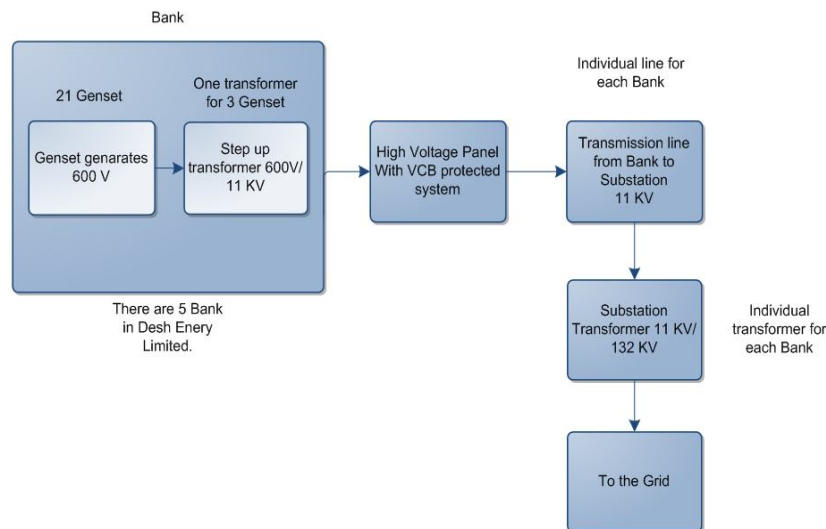 Bank
21 Genset
One transformer
for 3 Genset
Genset genarates
600 V
Step up
transformer 600V/
11 KV
There are 5 Bank
in Desh Enery
Limited.
High Voltage Panel
With VCB protected
system
Individual line for
each Bank
Transmission line
from Bank to
Substation
11 KV
Substation
Transformer 11 KV/
132 KV
Individual
transformer for
each Bank
To the Grid